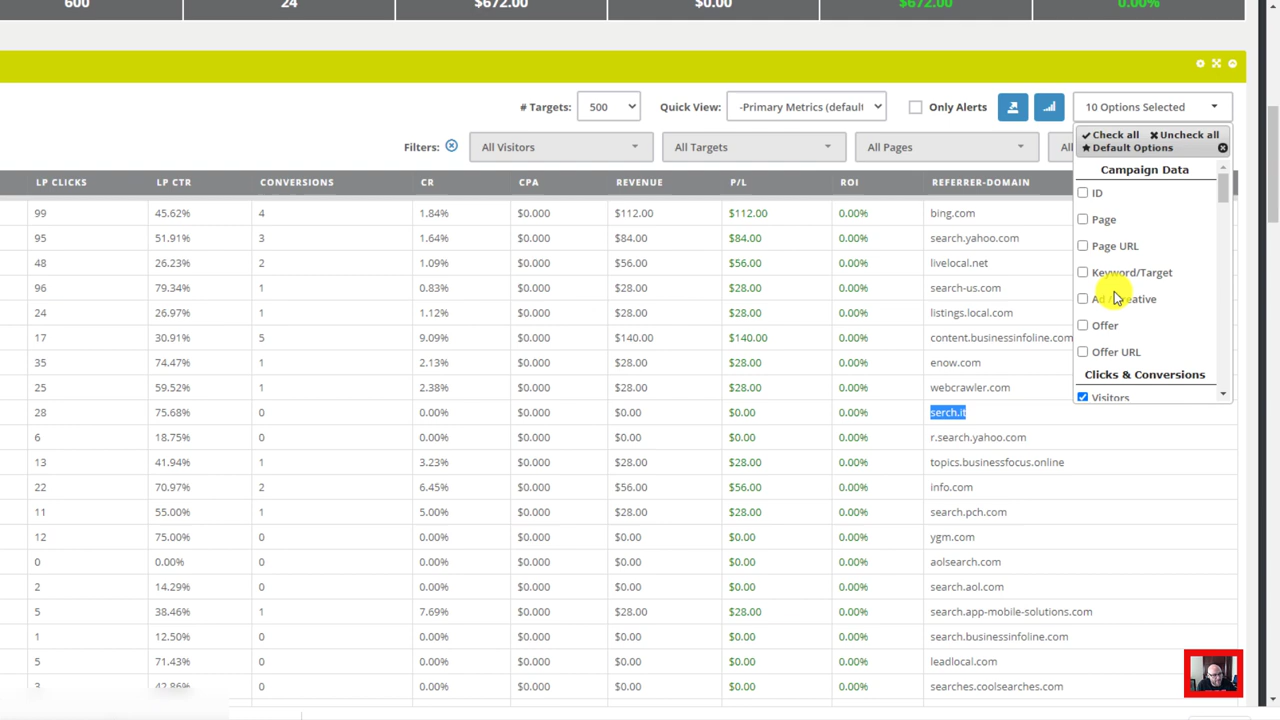 600 24 $672.00 $0.00 $672.00 0.00%
# Targets: 500 Quick View: -Primary Metrics (default Only Alerts 10 Options Selected
Filters: All Visitors All Targets All Pages All
Check all Uncheck all
Default Options
Campaign Data
ID
Page
Page URL
Keyword/Target
Ad / Creative
Offer
Offer URL
Clicks & Conversions
Visitors
LP CLICKS LP CTR CONVERSIONS CR CPA REVENUE P/L ROI REFERRER-DOMAIN
99 45.62% 4 1.84% $0.000 $112.00 $112.00 0.00% bing.com
95 51.91% 3 1.64% $0.000 $84.00 $84.00 0.00% search.yahoo.com
48 26.23% 2 1.09% $0.000 $56.00 $56.00 0.00% livelocal.net
96 79.34% 1 0.83% $0.000 $28.00 $28.00 0.00% search-us.com
24 26.97% 1 1.12% $0.000 $28.00 $28.00 0.00% listings.local.com
17 30.91% 5 9.09% $0.000 $140.00 $140.00 0.00% content.businessinfoline.com
35 74.47% 1 2.13% $0.000 $28.00 $28.00 0.00% enow.com
25 59.52% 1 2.38% $0.000 $28.00 $28.00 0.00% webcrawler.com
28 75.68% 0 0.00% $0.000 $0.00 $0.00 0.00% serch.it
6 18.75% 0 0.00% $0.000 $0.00 $0.00 0.00% r.search.yahoo.com
13 41.94% 1 3.23% $0.000 $28.00 $28.00 0.00% topics.businessfocus.online
22 70.97% 2 6.45% $0.000 $56.00 $56.00 0.00% info.com
11 55.00% 1 5.00% $0.000 $28.00 $28.00 0.00% search.pch.com
12 75.00% 0 0.00% $0.000 $0.00 $0.00 0.00% ygm.com
0 0.00% 0 0.00% $0.000 $0.00 $0.00 0.00% aolsearch.com
2 14.29% 0 0.00% $0.000 $0.00 $0.00 0.00% search.aol.com
5 38.46% 1 7.69% $0.000 $28.00 $28.00 0.00% search.app-mobile-solutions.com
1 12.50% 0 0.00% $0.000 $0.00 $0.00 0.00% search.businessinfoline.com
5 71.43% 0 0.00% $0.000 $0.00 $0.00 0.00% leadlocal.com
3 42.86% 0 0.00% $0.000 $0.00 $0.00 0.00% searches.coolsearches.com